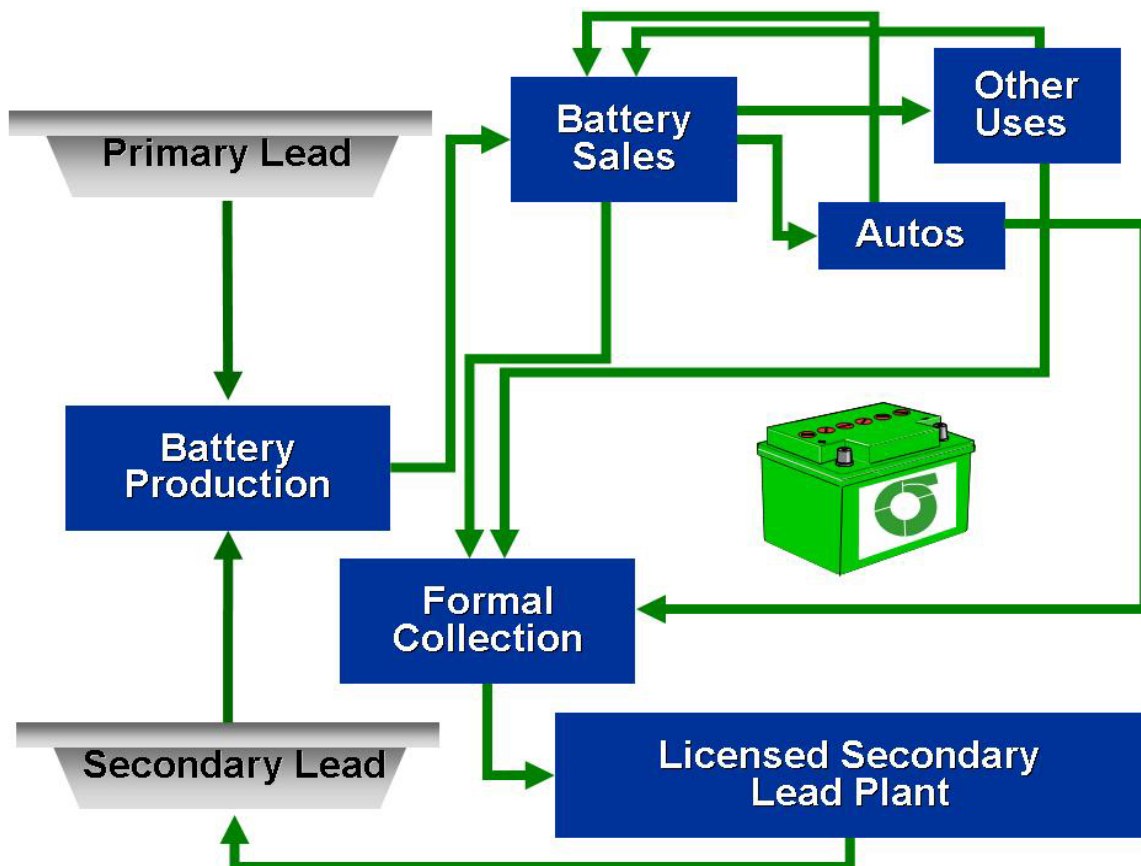 Primary Lead
Battery
Sales
Other
Uses
Autos
Battery
Production
Formal
Collection
Secondary Lead
Licensed Secondary
Lead Plant